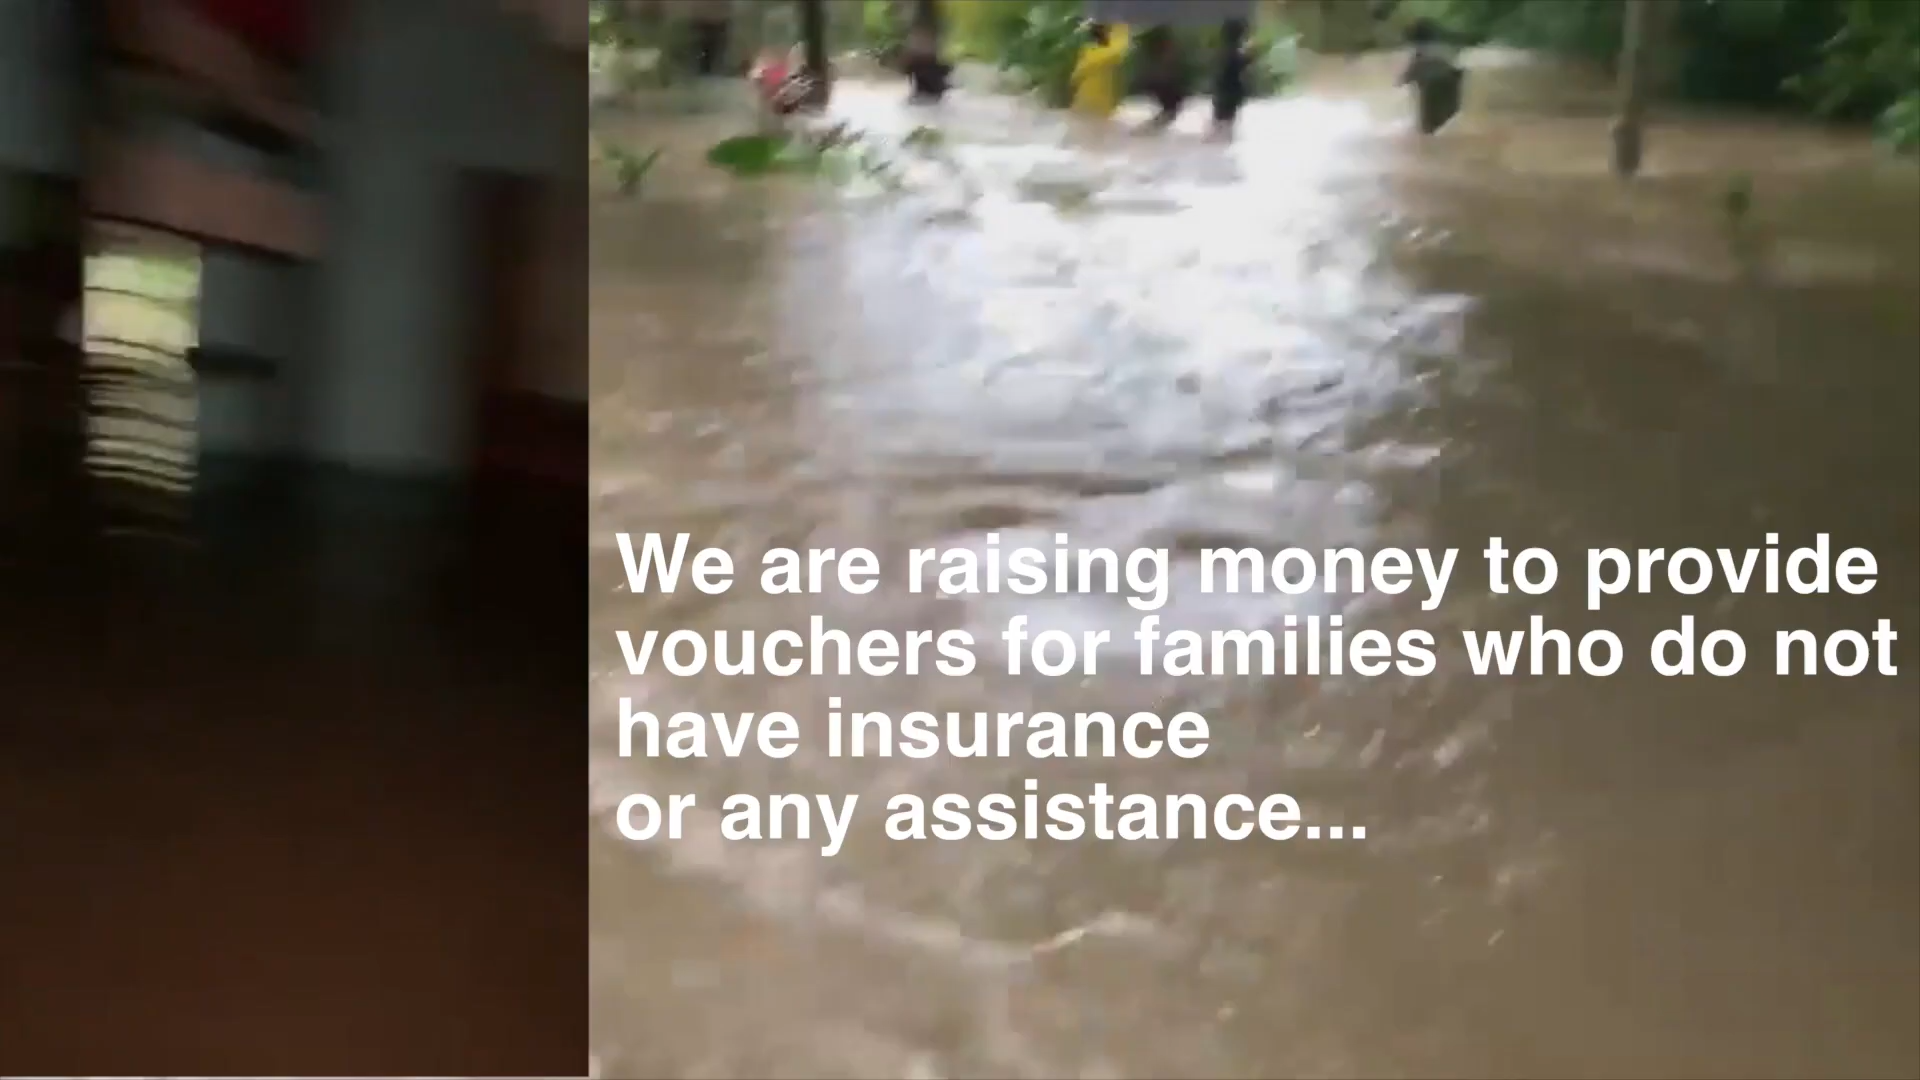 We are raising money to provide
vouchers for families who do not
have insurance
or any assistance...